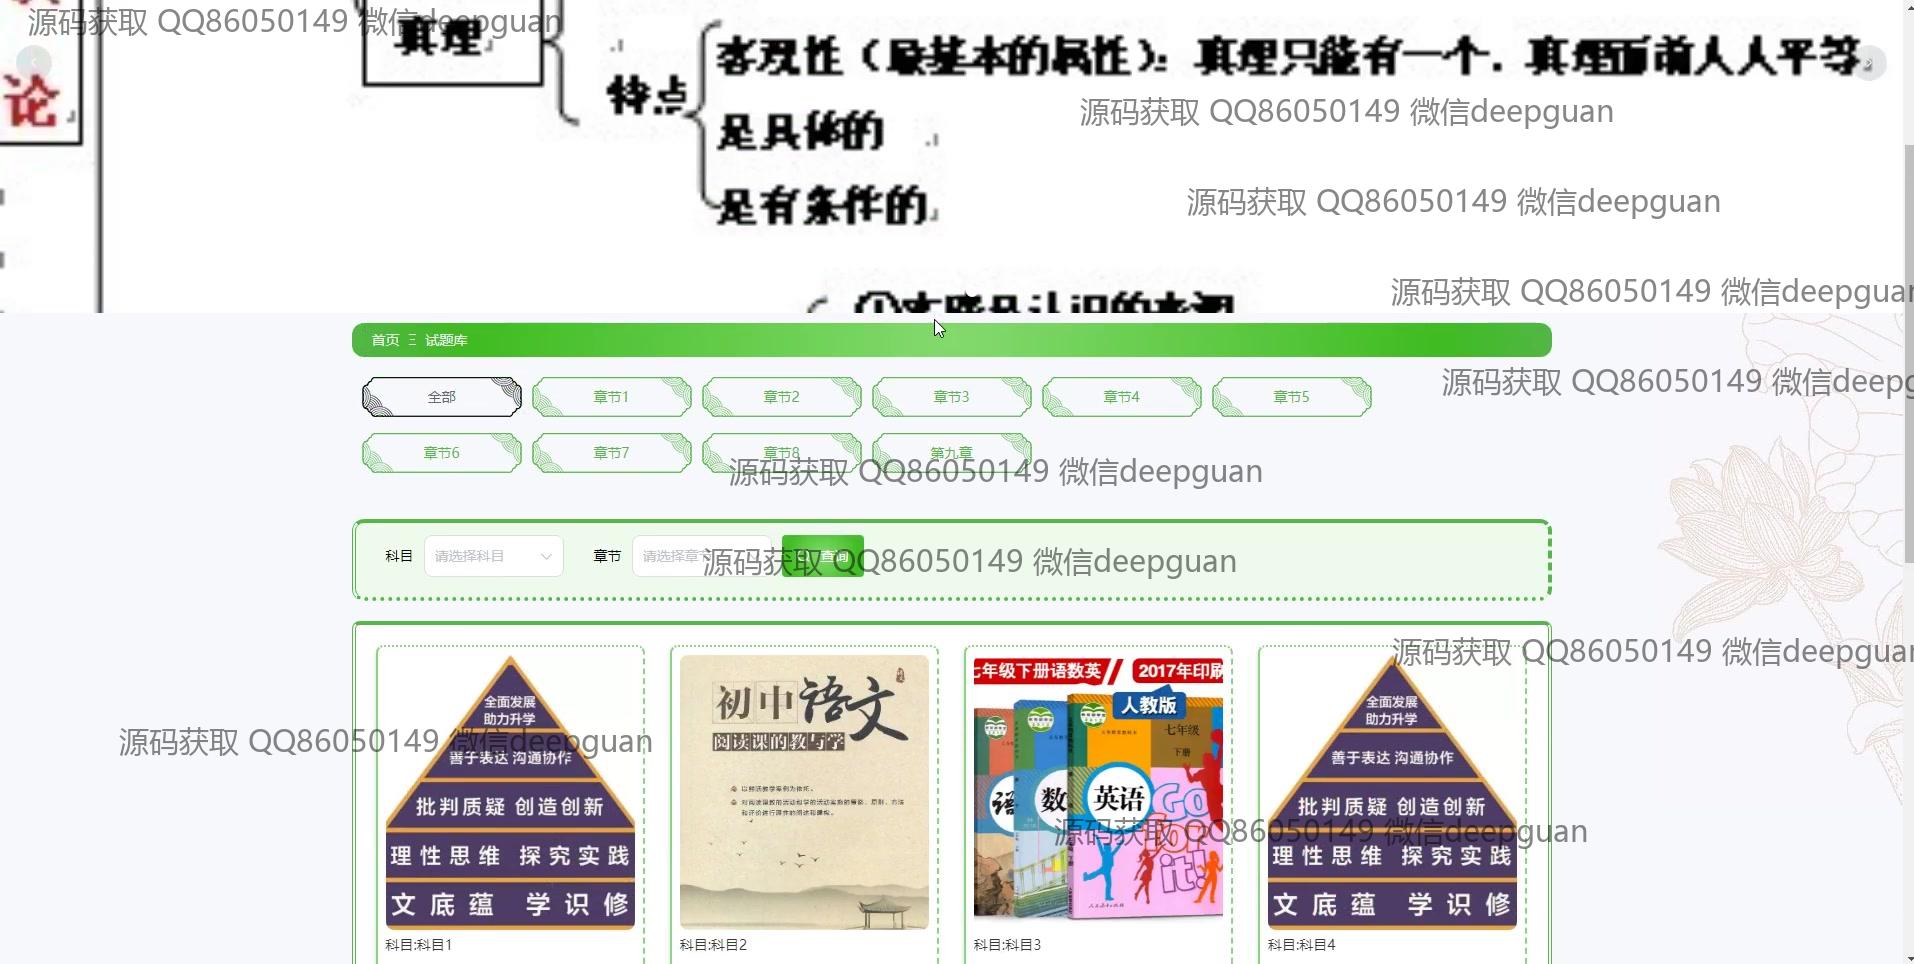 源码获取 QQ86050149 微信deepguan
真理
论
特点
客观性（最基本的属性）：真理只能有一个．真理面前人人平等
源码获取 QQ86050149 微信deepguan
是具体的
是有条件的
源码获取 QQ86050149 微信deepguan
源码获取 QQ86050149 微信deepguan
①实践是认识的来源
首页 Ξ 试题库
源码获取 QQ86050149 微信deepg
全部 章节1 章节2 章节3 章节4 章节5
章节6 章节7 章节8 第九章
源码获取 QQ86050149 微信deepguan
科目 请选择科目 章节 请选择章节 查询
源码获取 QQ86050149 微信deepguan
源码获取 QQ86050149 微信deepguan
全面发展
助力升学
善于表达 沟通协作
批判质疑 创造创新
理性思维 探究实践
文底蕴 学识修
科目:科目1
初中语文
阅读课的教与学
科目:科目2
七年级下册语数英 2017年印刷
人教版
七年级
下册
语
数
英语
Go
for
it!
科目:科目3
全面发展
助力升学
善于表达 沟通协作
批判质疑 创造创新
理性思维 探究实践
文底蕴 学识修
科目:科目4
源码获取 QQ86050149 微信deepguan
源码获取 QQ86050149 微信deepguan